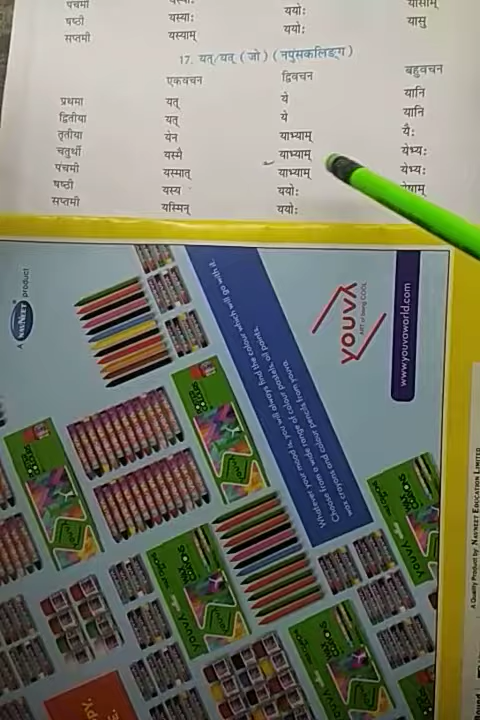 पंचमी यस्याः ययोः यासाम्
षष्ठी यस्याः ययोः यासु
सप्तमी यस्याम् ययोः
17. यत्/यद् (जो) (नपुंसकलिङ्ग)
एकवचन द्विवचन बहुवचन
प्रथमा यत् ये यानि
द्वितीया यत् ये यानि
तृतीया येन याभ्याम् यैः
चतुर्थी यस्मै याभ्याम् येभ्यः
पंचमी यस्मात् याभ्याम् येभ्यः
षष्ठी यस्य ययोः
सप्तमी यस्मिन् ययोः
A NAVNEET product
Whatever your mood is, you will always find the colour which will go with it.
Choose from a wide range of colour pastels, oil paints,
wax crayons and colour pencils from youva.
youva
ART of being COOL
www.youvaworld.com
A Quality Product by NAVNEET EDUCATION LIMITED